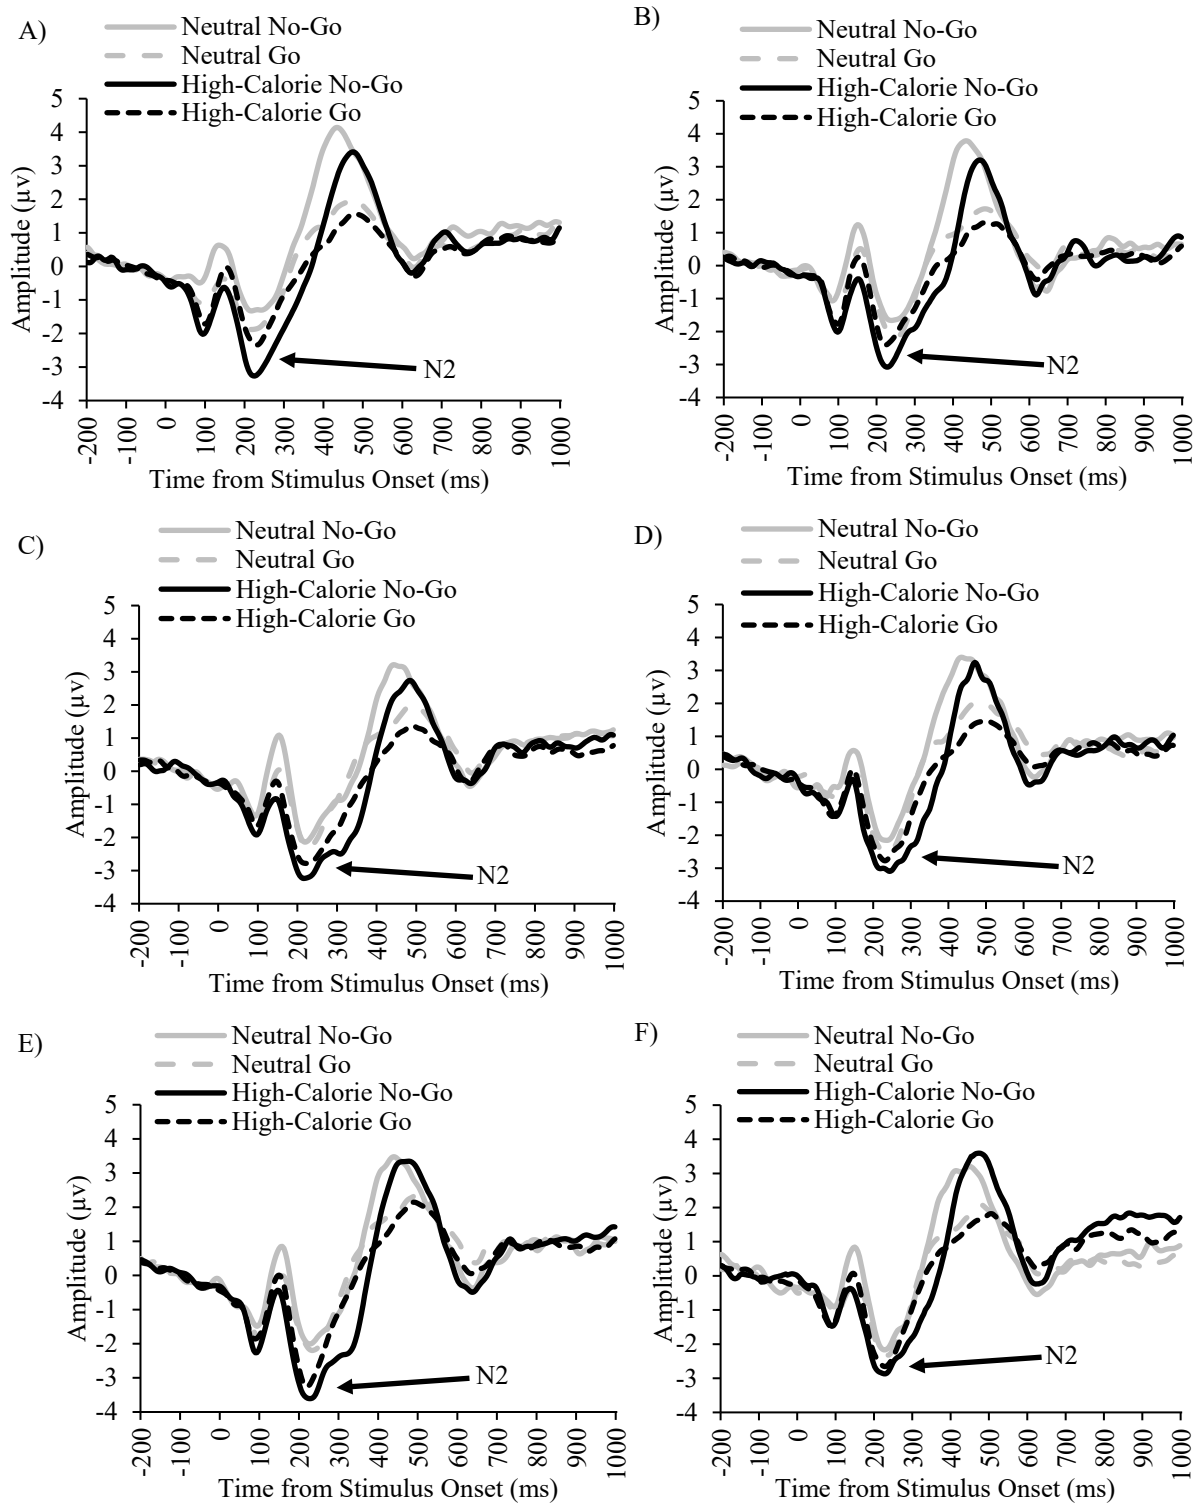 A)
Neutral No-Go
Neutral Go
High-Calorie No-Go
High-Calorie Go
5
4
3
2
1
0
-1
-2
-3
-4
Amplitude (µv)
N2
-200 -100 0 100 200 300 400 500 600 700 800 900 1000
Time from Stimulus Onset (ms)
B)
Neutral No-Go
Neutral Go
High-Calorie No-Go
High-Calorie Go
5
4
3
2
1
0
-1
-2
-3
-4
Amplitude (µv)
N2
-200 -100 0 100 200 300 400 500 600 700 800 900 1000
Time from Stimulus Onset (ms)
C)
Neutral No-Go
Neutral Go
High-Calorie No-Go
High-Calorie Go
5
4
3
2
1
0
-1
-2
-3
-4
Amplitude (µv)
N2
-200 -100 0 100 200 300 400 500 600 700 800 900 1000
Time from Stimulus Onset (ms)
D)
Neutral No-Go
Neutral Go
High-Calorie No-Go
High-Calorie Go
5
4
3
2
1
0
-1
-2
-3
-4
Amplitude (µv)
N2
-200 -100 0 100 200 300 400 500 600 700 800 900 1000
Time from Stimulus Onset (ms)
E)
Neutral No-Go
Neutral Go
High-Calorie No-Go
High-Calorie Go
5
4
3
2
1
0
-1
-2
-3
-4
Amplitude (µv)
N2
-200 -100 0 100 200 300 400 500 600 700 800 900 1000
Time from Stimulus Onset (ms)
F)
Neutral No-Go
Neutral Go
High-Calorie No-Go
High-Calorie Go
5
4
3
2
1
0
-1
-2
-3
-4
Amplitude (µv)
N2
-200 -100 0 100 200 300 400 500 600 700 800 900 1000
Time from Stimulus Onset (ms)